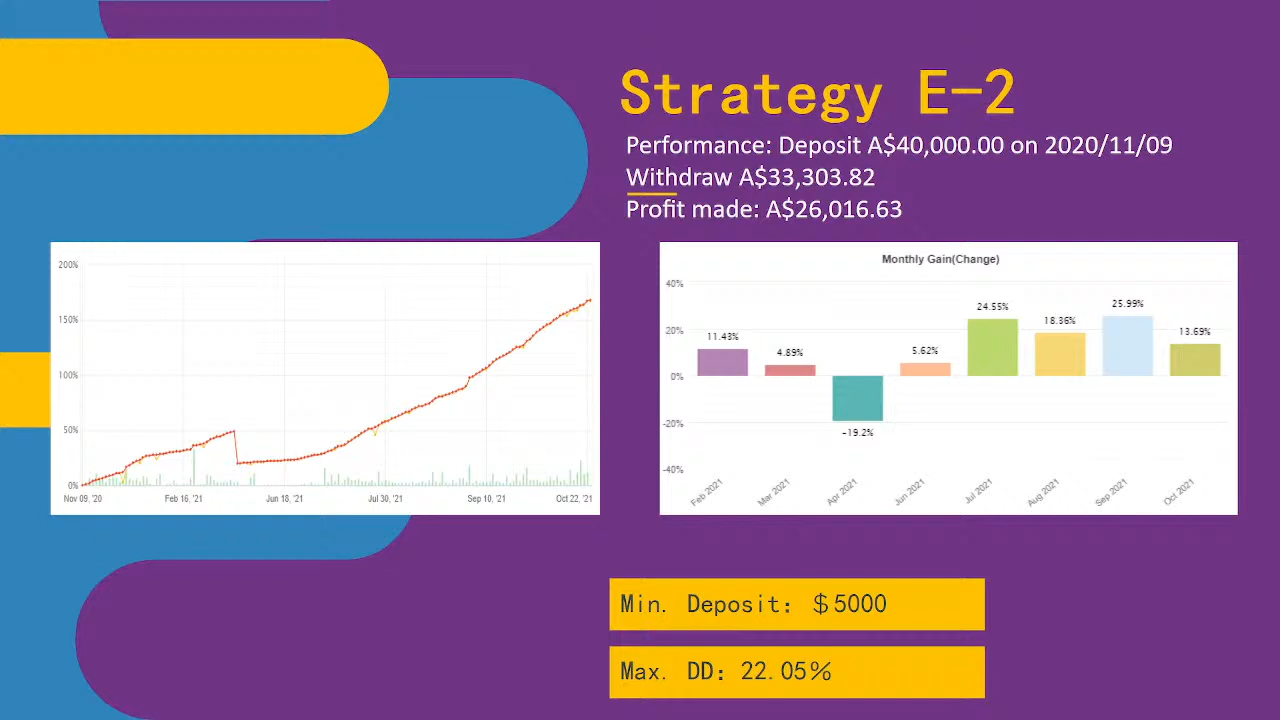 Strategy E-2
Performance: Deposit A$40,000.00 on 2020/11/09
Withdraw A$33,303.82
Profit made: A$26,016.63
200%
150%
100%
50%
0%
Nov 09, '20
Feb 16, '21
Jun 18, '21
Jul 30, '21
Sep 10, '21
Oct 22, '21
Monthly Gain(Change)
40%
20%
0%
-20%
-40%
11.43%
4.89%
-19.2%
5.62%
24.55%
18.36%
25.99%
13.69%
Feb 2021
Mar 2021
Apr 2021
Jun 2021
Jul 2021
Aug 2021
Sep 2021
Oct 2021
Min. Deposit: $5000
Max. DD: 22.05%